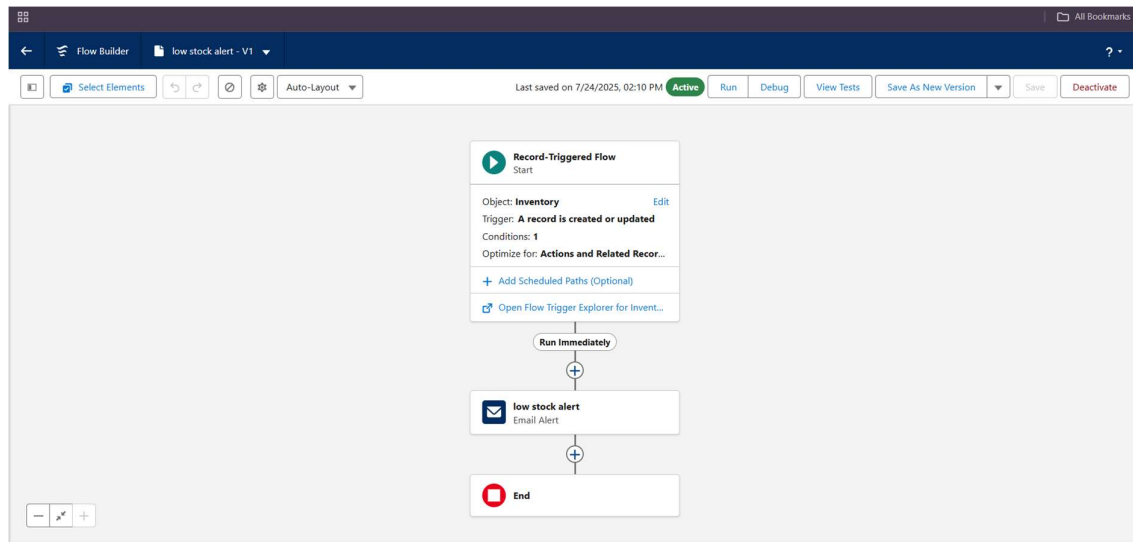 All Bookmarks
Flow Builder
low stock alert - V1
? 
Select Elements
Auto-Layout
Last saved on 7/24/2025, 02:10 PM
Active
Run
Debug
View Tests
Save As New Version
Save
Deactivate
Record-Triggered Flow
Start
Object: Inventory
Edit
Trigger: A record is created or updated
Conditions: 1
Optimize for: Actions and Related Recor...
+ Add Scheduled Paths (Optional)
Open Flow Trigger Explorer for Invent...
Run Immediately
low stock alert
Email Alert
End